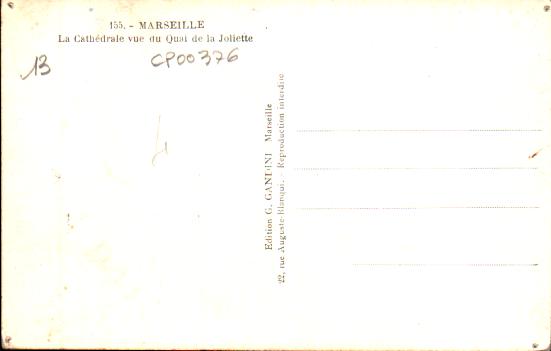 155. - MARSEILLE
La Cathédrale vue du Quai de la Joliette
13
CP00376
Edition G. GANDINI Marseille
22, rue Auguste-Blanqui. - Reproduction interdite